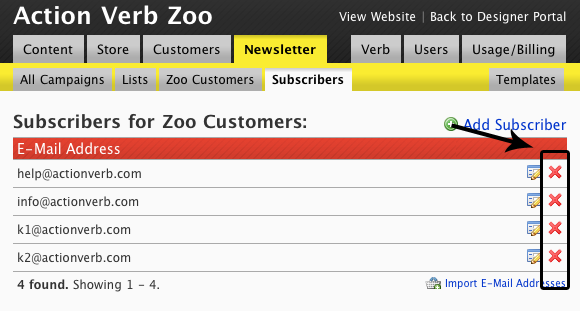 Action Verb Zoo
View Website | Back to Designer Portal
Content Store Customers Newsletter Verb Users Usage/Billing
All Campaigns Lists Zoo Customers Subscribers Templates
Subscribers for Zoo Customers:
Add Subscriber
E-Mail Address
help@actionverb.com
info@actionverb.com
k1@actionverb.com
k2@actionverb.com
4 found. Showing 1 - 4.
Import E-Mail Addresses